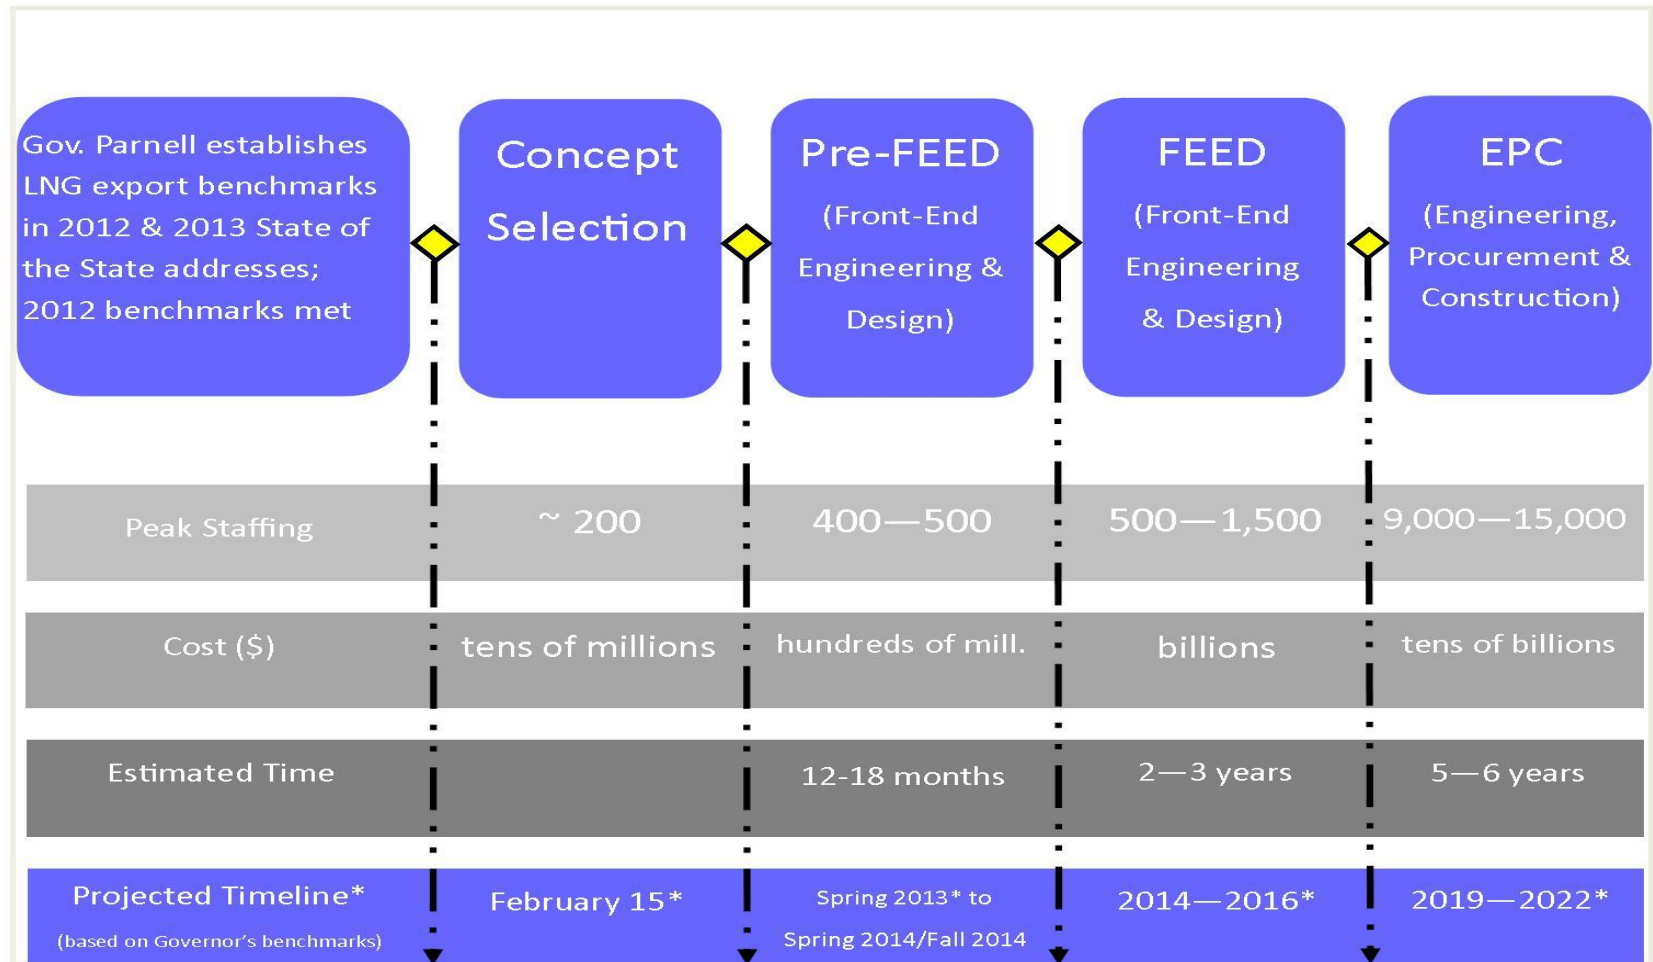 Gov. Parnell establishes
LNG export benchmarks
in 2012 & 2013 State of
the State addresses;
2012 benchmarks met
Concept
Selection
Pre-FEED
(Front-End
Engineering &
Design)
FEED
(Front-End
Engineering
& Design)
EPC
(Engineering,
Procurement &
Construction)
Peak Staffing
~ 200
400—500
500—1,500
9,000—15,000
Cost ($)
tens of millions
hundreds of mill.
billions
tens of billions
Estimated Time
12-18 months
2—3 years
5—6 years
Projected Timeline*
(based on Governor's benchmarks)
February 15*
Spring 2013* to
Spring 2014/Fall 2014
2014—2016*
2019—2022*